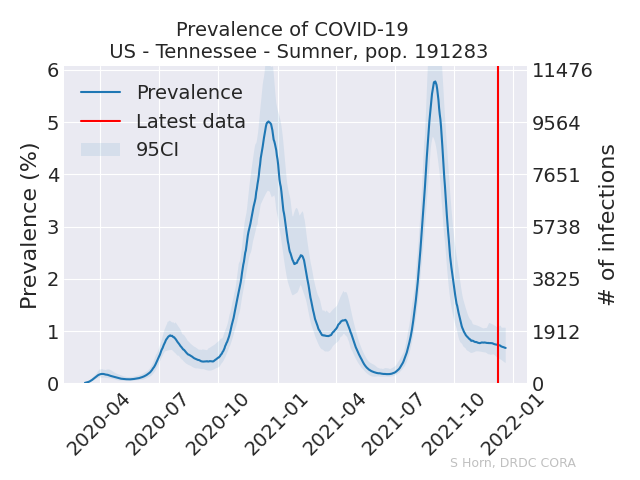 Prevalence of COVID-19
US - Tennessee - Sumner, pop. 191283
Prevalence
Latest data
95CI
Prevalence (%)
6
5
4
3
2
1
0
11476
9564
7651
5738
3825
1912
0
# of infections
2020-04
2020-07
2020-10
2021-01
2021-04
2021-07
2021-10
2022-01
S Horn, DRDC CORA